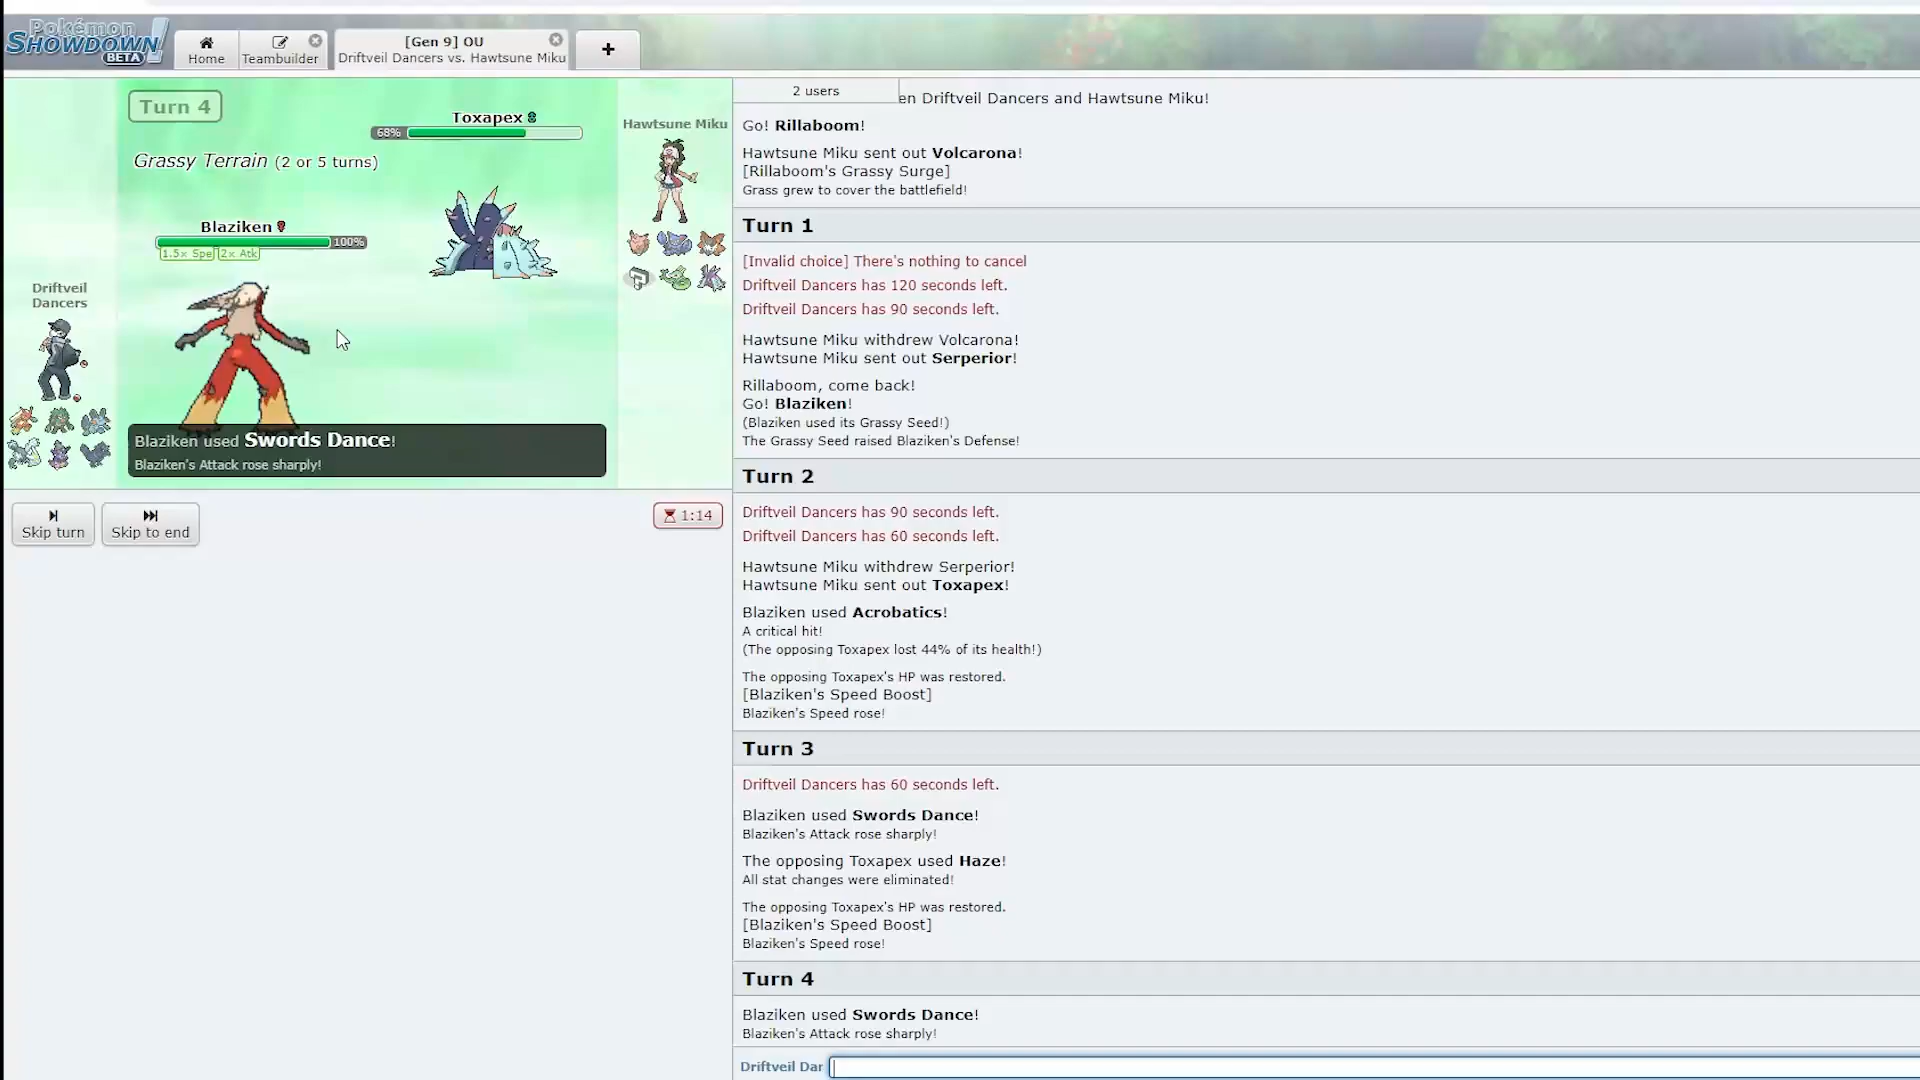 Pokémon
SHOWDOWN!
BETA
Home
Teambuilder
[Gen 9] OU
Driftveil Dancers vs. Hawtsune Miku
+
Turn 4
Toxapex
68%
Grassy Terrain (2 or 5 turns)
Blaziken
100%
1.5× Spe 2× Atk
Hawtsune Miku
Driftveil
Dancers
Blaziken used Swords Dance!
Blaziken's Attack rose sharply!
Skip turn
Skip to end
1:14
2 users
en Driftveil Dancers and Hawtsune Miku!
Go! Rillaboom!
Hawtsune Miku sent out Volcarona!
[Rillaboom's Grassy Surge]
Grass grew to cover the battlefield!
Turn 1
[Invalid choice] There's nothing to cancel
Driftveil Dancers has 120 seconds left.
Driftveil Dancers has 90 seconds left.
Hawtsune Miku withdrew Volcarona!
Hawtsune Miku sent out Serperior!
Rillaboom, come back!
Go! Blaziken!
(Blaziken used its Grassy Seed!)
The Grassy Seed raised Blaziken's Defense!
Turn 2
Driftveil Dancers has 90 seconds left.
Driftveil Dancers has 60 seconds left.
Hawtsune Miku withdrew Serperior!
Hawtsune Miku sent out Toxapex!
Blaziken used Acrobatics!
A critical hit!
(The opposing Toxapex lost 44% of its health!)
The opposing Toxapex's HP was restored.
[Blaziken's Speed Boost]
Blaziken's Speed rose!
Turn 3
Driftveil Dancers has 60 seconds left.
Blaziken used Swords Dance!
Blaziken's Attack rose sharply!
The opposing Toxapex used Haze!
All stat changes were eliminated!
The opposing Toxapex's HP was restored.
[Blaziken's Speed Boost]
Blaziken's Speed rose!
Turn 4
Blaziken used Swords Dance!
Blaziken's Attack rose sharply!
Driftveil Dar